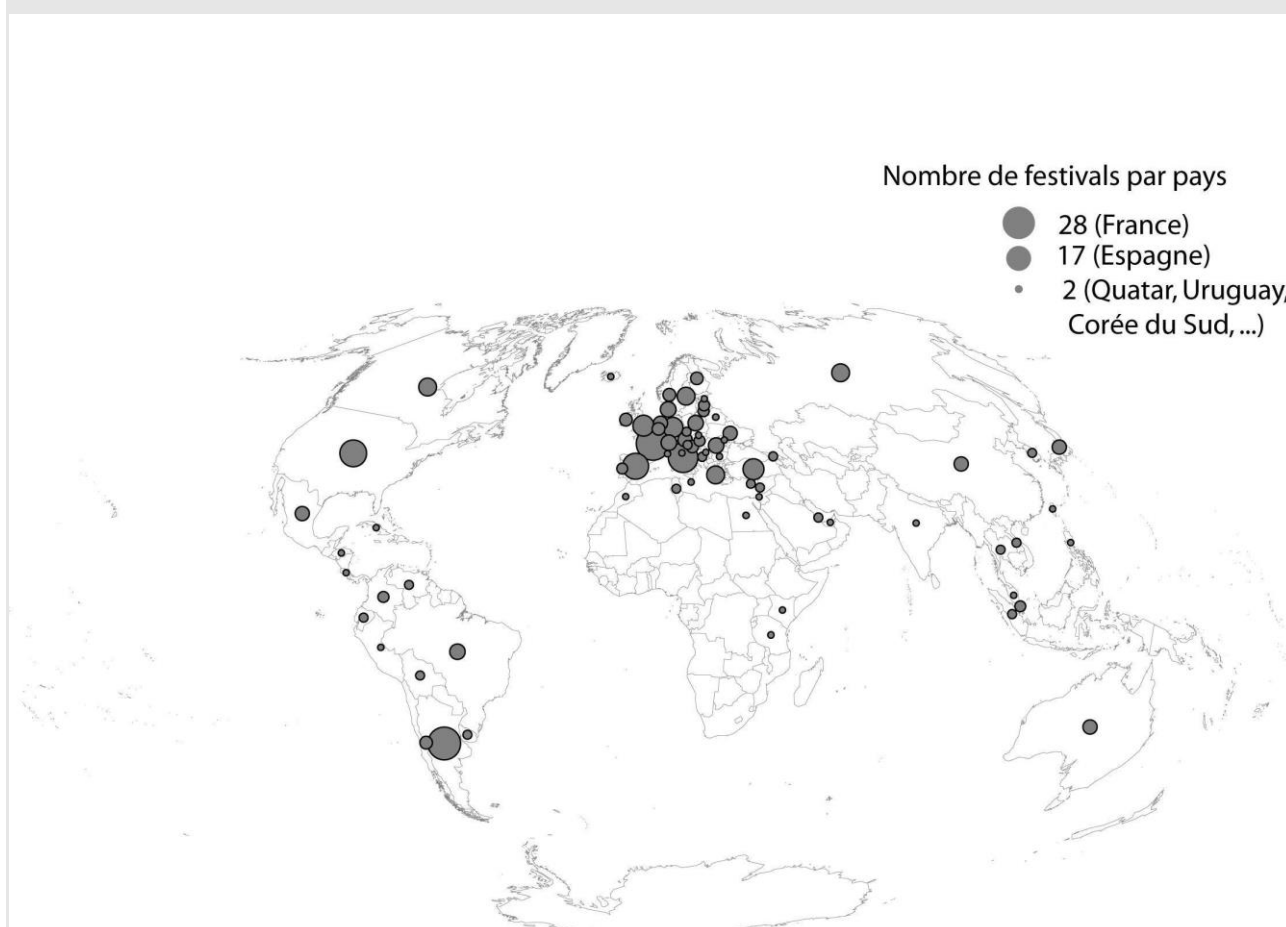 Nombre de festivals par pays
28 (France)
17 (Espagne)
2 (Quatar, Uruguay,
Corée du Sud, ...)